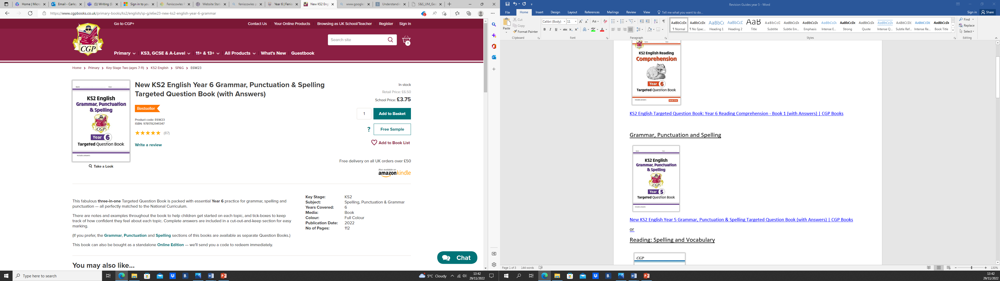 Home | Micro
Email - Carley
(1) Writing (E
Sign in to you
Feniscowles P
Website Stati
feniscowles p
Year 6 | Fenis
New KS2 Eng
www.google
Understandin
S&S_UM_Geo
https://www.cgpbooks.co.uk/primary-books/ks2/english/sp-g/e6w23-new-ks2-english-year-6-grammar
Go to CGP+
Contact Us
Your Online Products
Browsing as UK School/Teacher
Register
Sign In
CGP
Search site
0
Primary
KS3, GCSE & A-Level
11+ & 13+
All Products
What's New
Guestbook
Home > Primary > Key Stage Two (ages 7-11) > KS2 English > SP&G > E6W23
KS2 English
Grammar, Punctuation
& Spelling
CGP
Year 6
Targeted Question Book
Includes answers
Take a Look
New KS2 English Year 6 Grammar, Punctuation & Spelling
Targeted Question Book (with Answers)
Bestseller
Product code: E6W23
ISBN: 9781782941347
(87)
Write a review
In stock
Retail Price: £6.50
School Price: £3.75
1
Add to Basket
? Free Sample
Add to Book List
Free delivery on all UK orders over £50
Also available on
amazonkindle
This fabulous three-in-one Targeted Question Book is packed with essential Year 6 practice for grammar, spelling and
punctuation — all perfectly matched to the National Curriculum.
There are notes and examples throughout the book to help children get started on each topic, and tick-boxes to keep
track of how confident they feel about each topic. Complete answers are included in a cut-out-and-keep section for easy
marking.
(If you prefer, the Grammar, Punctuation and Spelling sections of this books are available as separate Question Books.)
This book can also be bought as a standalone Online Edition — we'll send you a code to redeem immediately.
Key Stage: KS2
Subject: Spelling, Punctuation & Grammar
Years Covered: 6
Media: Book
Colour: Full Colour
Publication Date: 2022
No of Pages: 112
You may also like...
Chat
Type here to search
5°C Cloudy
13:42
29/11/2022
Revision Guides year 5 - Word
File
Home
Insert
Design
Layout
References
Mailings
Review
View
Tell me what you want to do...
Sign in
Share
Paste
Cut
Copy
Format Painter
Clipboard
Calibri (Body)
11
Font
Paragraph
¶ Normal
¶ No Spac...
Heading 1
Heading 2
Title
Subtitle
Subtle Em...
Emphasis
Intense E...
Strong
Quote
Intense Q...
Subtle Ref...
Intense Re...
Book Title
Styles
Find
Replace
Select
Editing
KS2 English Reading
Comprehension
Year 6
Targeted Question Book
Includes answers
Book One
KS2 English Targeted Question Book: Year 6 Reading Comprehension - Book 1 (with Answers) | CGP Books
Grammar, Punctuation and Spelling
KS2 English
Grammar, Punctuation
& Spelling
CGP
Year 5
Targeted Question Book
Includes answers
New KS2 English Year 5 Grammar, Punctuation & Spelling Targeted Question Book (with Answers) | CGP Books
or
Reading: Spelling and Vocabulary
CGP
Page 1 of 3
144 words
130%
13:42
29/11/2022